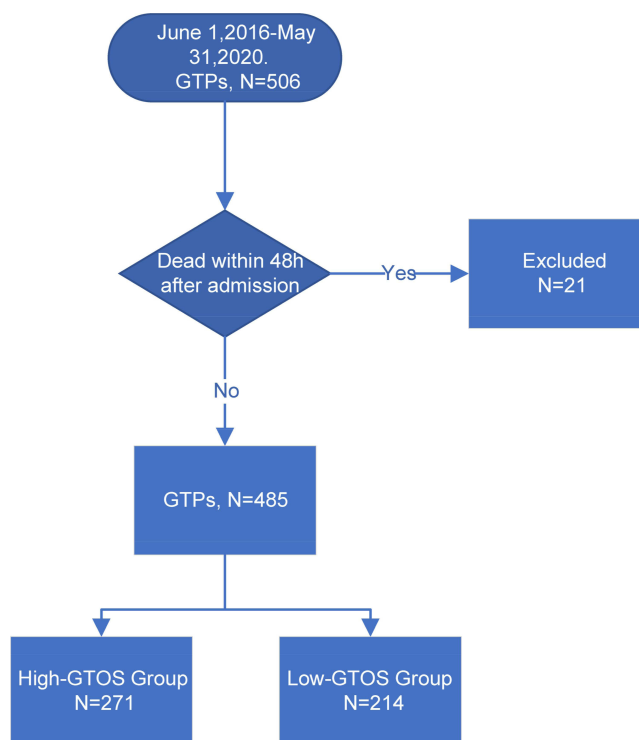 June 1,2016-May
31,2020.
GTPs, N=506
Dead within 48h
after admission
Yes
Excluded
N=21
No
GTPs, N=485
High-GTOS Group
N=271
Low-GTOS Group
N=214